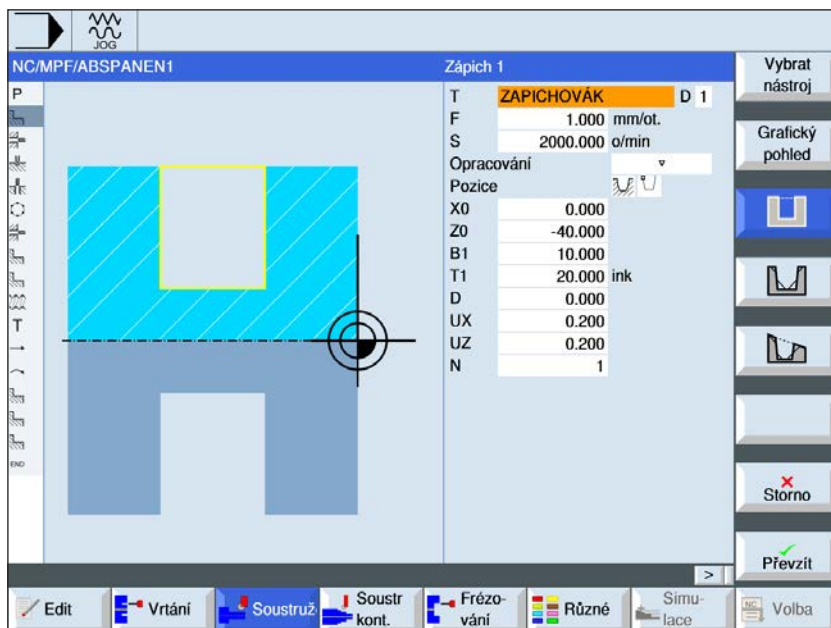 JOG
NC/MPF/ABSPANEN1
Zápich 1
P
T
END
T ZAPICHOVÁK D 1
F 1.000 mm/ot.
S 2000.000 o/min
Opracování ▿
Pozice
X0 0.000
Z0 -40.000
B1 10.000
T1 20.000 ink
D 0.000
UX 0.200
UZ 0.200
N 1
Vybrat
nástroj
Grafický
pohled
Storno
Převzít
>
Edit
Vrtání
Soustruž
Soustr
kont.
Frézo-
vání
Různé
Simu-
lace
NC
Volba